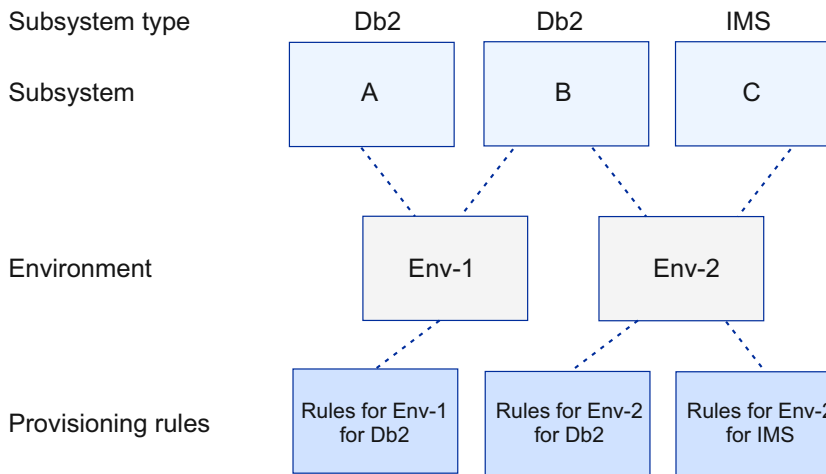 Subsystem type Db2 Db2 IMS
Subsystem A B C
Environment Env-1 Env-2
Provisioning rules
Rules for Env-1 Rules for Env-2 Rules for Env-2
for Db2 for Db2 for IMS